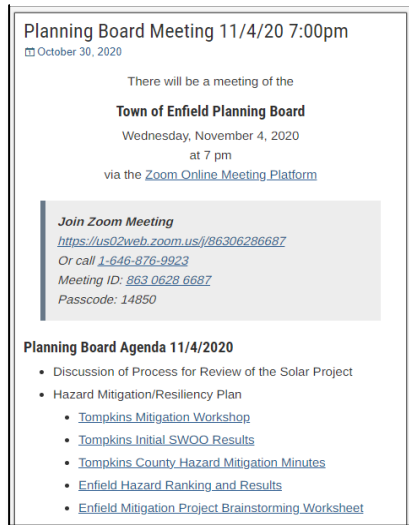 Planning Board Meeting 11/4/20 7:00pm
October 30, 2020
There will be a meeting of the
Town of Enfield Planning Board
Wednesday, November 4, 2020
at 7 pm
via the Zoom Online Meeting Platform
Join Zoom Meeting
https://us02web.zoom.us/j/86306286687
Or call 1-646-876-9923
Meeting ID: 863 0628 6687
Passcode: 14850
Planning Board Agenda 11/4/2020
• Discussion of Process for Review of the Solar Project
• Hazard Mitigation/Resiliency Plan
• Tompkins Mitigation Workshop
• Tompkins Initial SWOO Results
• Tompkins County Hazard Mitigation Minutes
• Enfield Hazard Ranking and Results
• Enfield Mitigation Project Brainstorming Worksheet